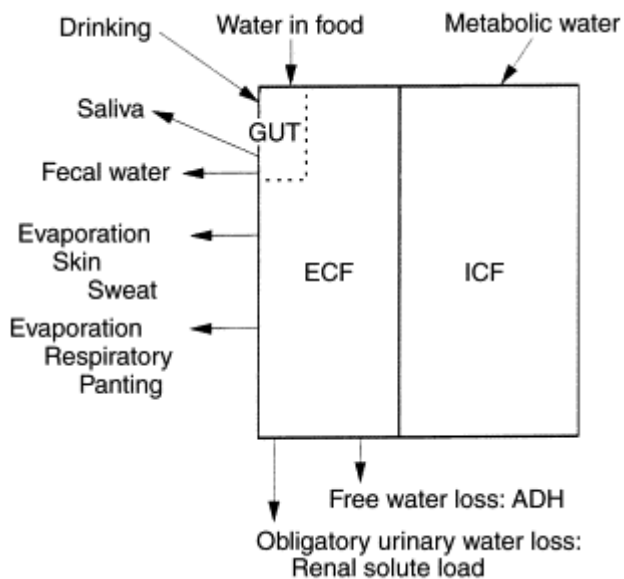 Drinking
Water in food
Metabolic water
Saliva
GUT
Fecal water
Evaporation
Skin
Sweat
ECF
ICF
Evaporation
Respiratory
Panting
Free water loss: ADH
Obligatory urinary water loss:
Renal solute load